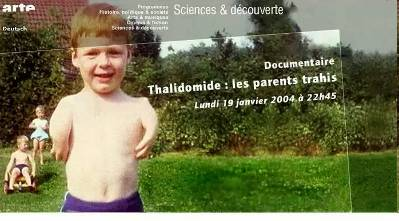 arte
Deutsch
Programmes
Histoire, politique & société
Arts & musiques
Cinéma & fiction
Sciences & découverte
Sciences & découverte
Documentaire
Thalidomide : les parents trahis
Lundi 19 janvier 2004 à 22h45